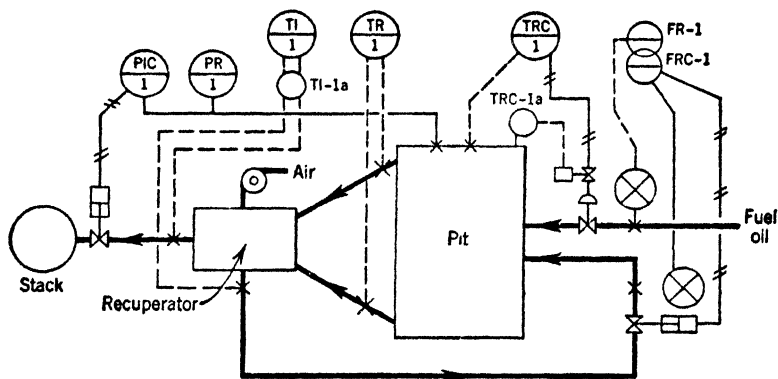 TI
1
TR
1
TRC
1
FR-1
FRC-1
PIC
1
PR
1
TI-1a
TRC-1a
Air
Pit
Fuel
oil
Stack
Recuperator